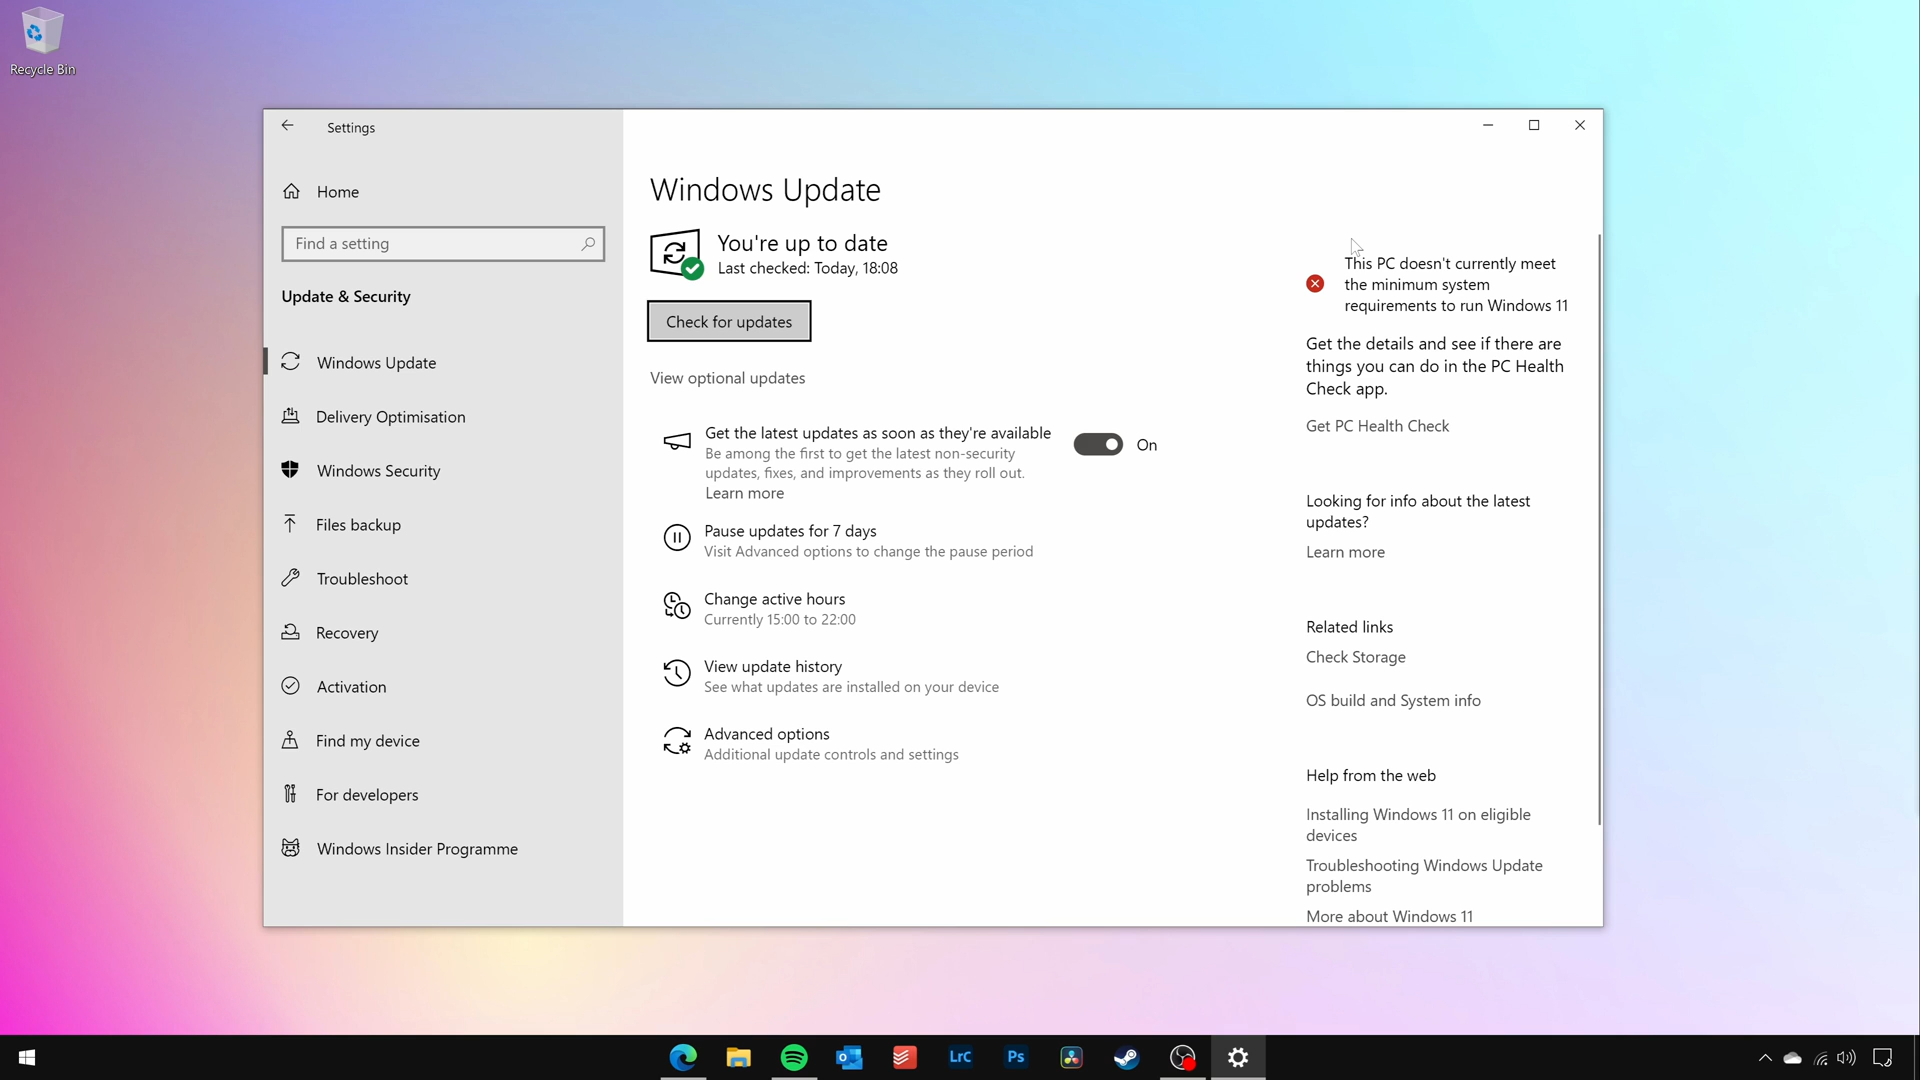 Recycle Bin
Settings
Home
Find a setting
Update & Security
Windows Update
Delivery Optimisation
Windows Security
Files backup
Troubleshoot
Recovery
Activation
Find my device
For developers
Windows Insider Programme
Windows Update
You're up to date
Last checked: Today, 18:08
Check for updates
View optional updates
Get the latest updates as soon as they're available
Be among the first to get the latest non-security
updates, fixes, and improvements as they roll out.
Learn more
On
Pause updates for 7 days
Visit Advanced options to change the pause period
Change active hours
Currently 15:00 to 22:00
View update history
See what updates are installed on your device
Advanced options
Additional update controls and settings
This PC doesn't currently meet
the minimum system
requirements to run Windows 11
Get the details and see if there are
things you can do in the PC Health
Check app.
Get PC Health Check
Looking for info about the latest
updates?
Learn more
Related links
Check Storage
OS build and System info
Help from the web
Installing Windows 11 on eligible
devices
Troubleshooting Windows Update
problems
More about Windows 11
LrC
Ps